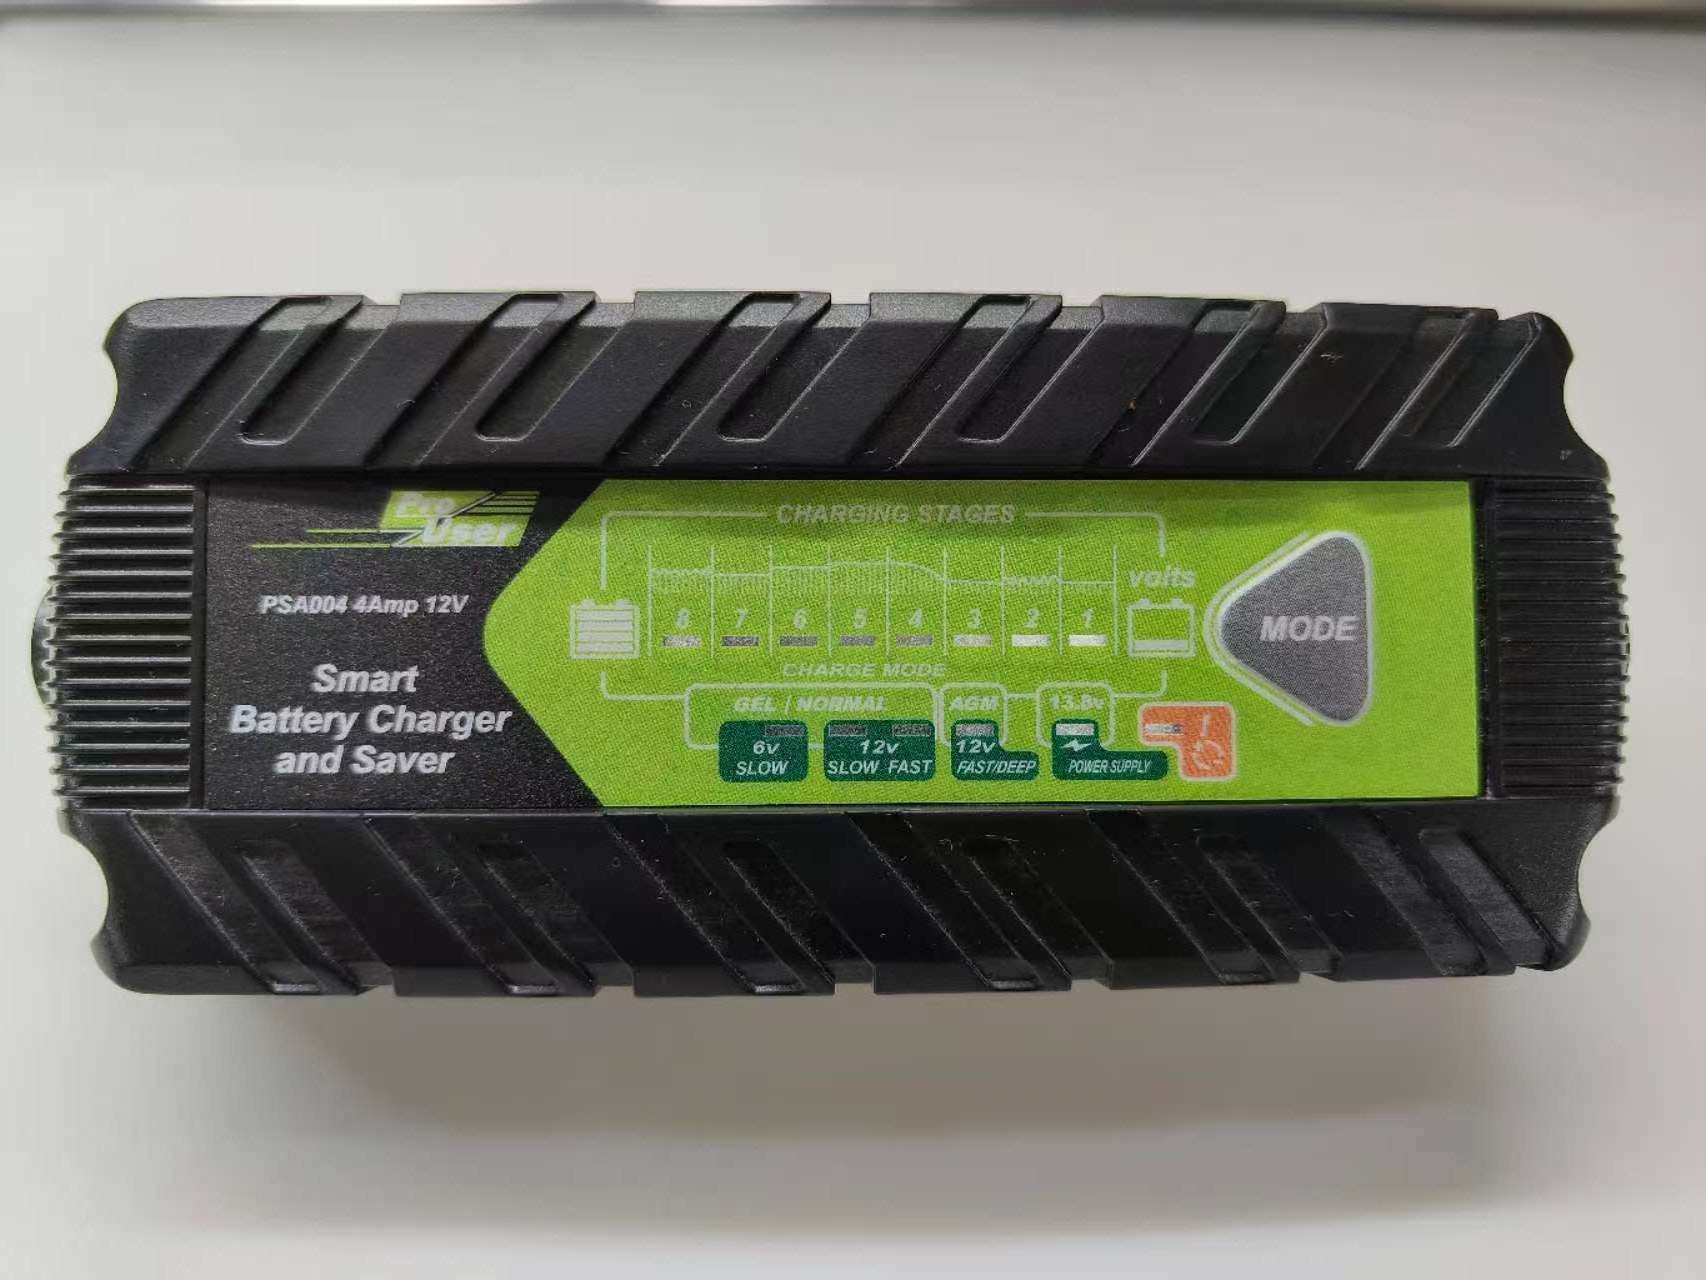 Pro
User
PSA004 4Amp 12V
Smart
Battery Charger
and Saver
CHARGING STAGES
volts
8 7 6 5 4 3 2 1
CHARGE MODE
GEL / NORMAL AGM 13.8v
6v 12v 12v
SLOW SLOW FAST FAST/DEEP POWER SUPPLY
!
MODE